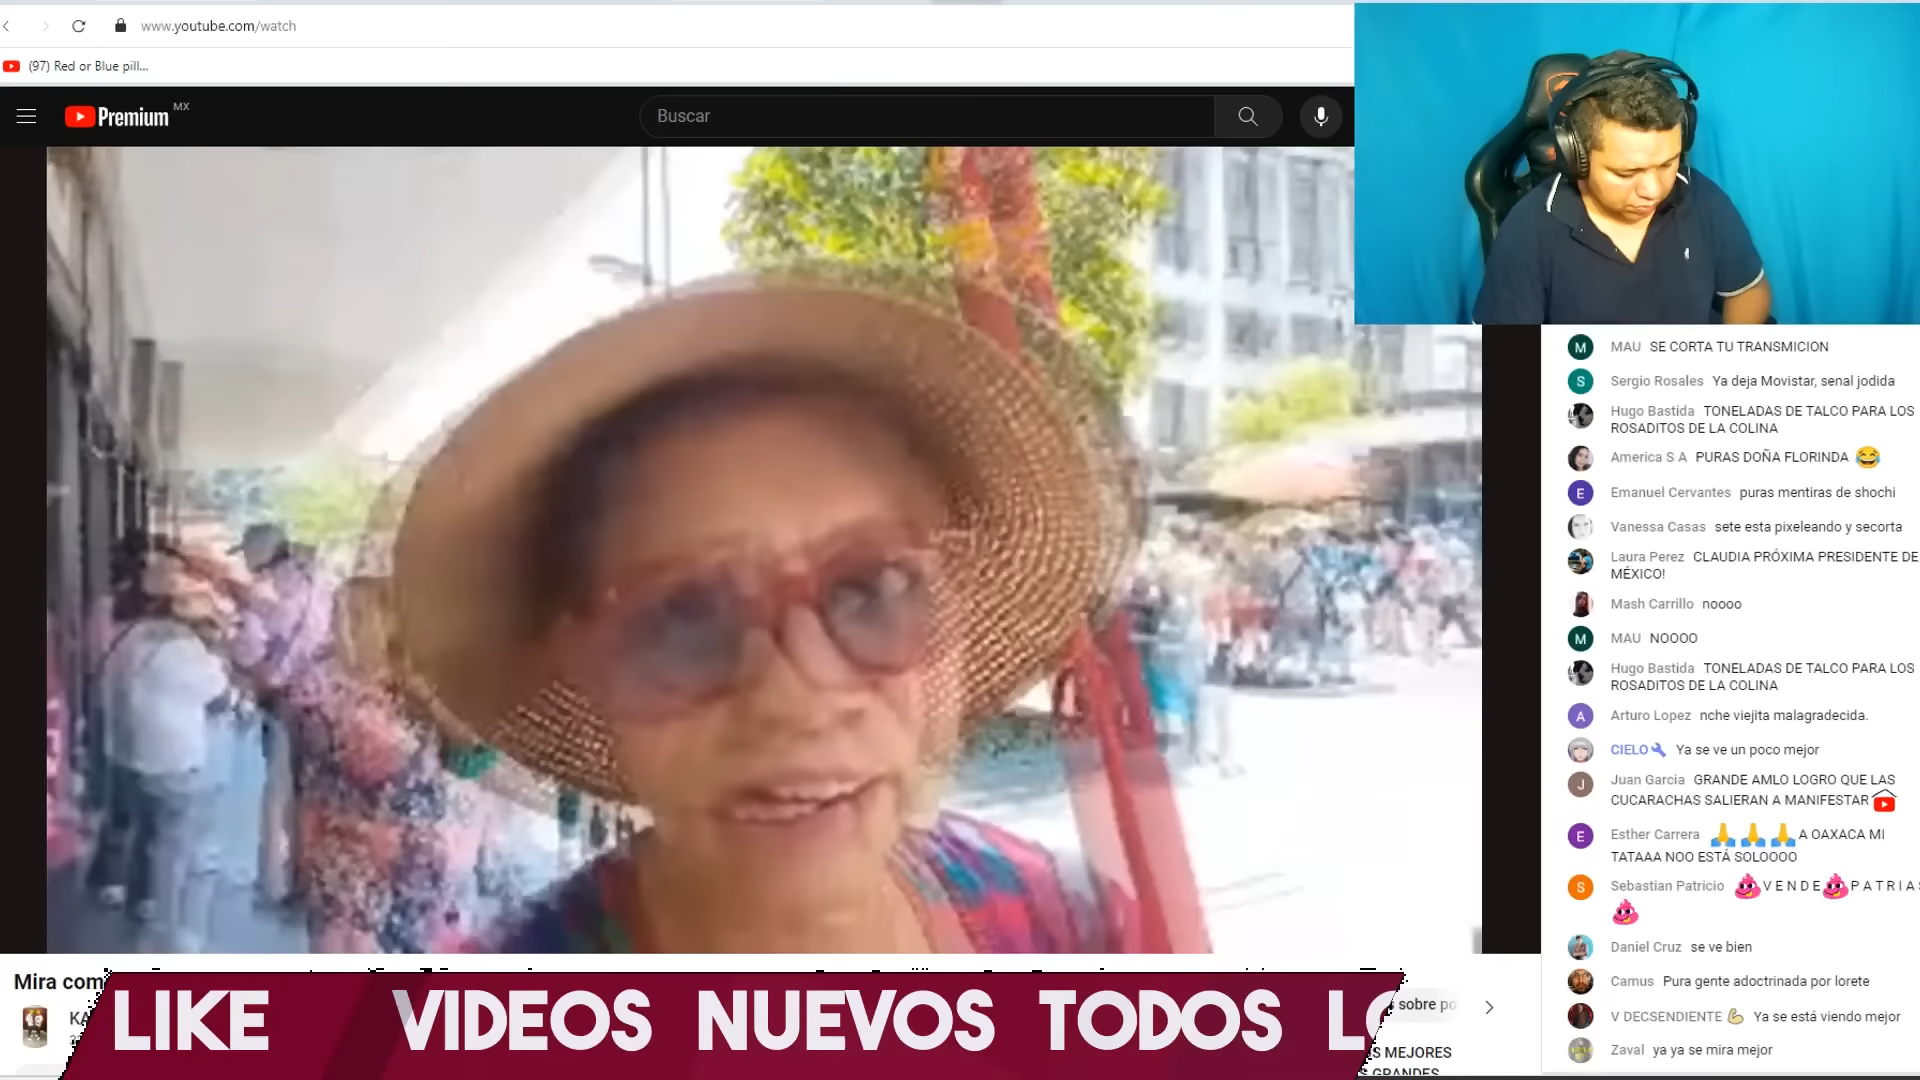 www.youtube.com/watch
(97) Red or Blue pill...
Premium MX
Buscar
MAU SE CORTA TU TRANSMICION
Sergio Rosales Ya deja Movistar, senal jodida
Hugo Bastida TONELADAS DE TALCO PARA LOS
ROSADITOS DE LA COLINA
America S A PURAS DOÑA FLORINDA 😂
Emanuel Cervantes puras mentiras de shochi
Vanessa Casas sete esta pixeleando y secorta
Laura Perez CLAUDIA PRÓXIMA PRESIDENTE DE
MÉXICO!
Mash Carrillo noooo
MAU NOOOO
Hugo Bastida TONELADAS DE TALCO PARA LOS
ROSADITOS DE LA COLINA
Arturo Lopez nche viejita malagradecida.
CIELO Ya se ve un poco mejor
Juan Garcia GRANDE AMLO LOGRO QUE LAS
CUCARACHAS SALIERAN A MANIFESTAR
Esther Carrera 🙏🙏🙏 A OAXACA MI
TATAAA NOO ESTÁ SOLOOOO
Sebastian Patricio V E N D E P A T R I A
Daniel Cruz se ve bien
Camus Pura gente adoctrinada por lorete
V DECSENDIENTE 💪 Ya se está viendo mejor
Zaval ya ya se mira mejor
Mira com
KA
LIKE VIDEOS NUEVOS TODOS LO
sobre po
S MEJORES
S GRANDES
M
S
E
M
A
J
E
S